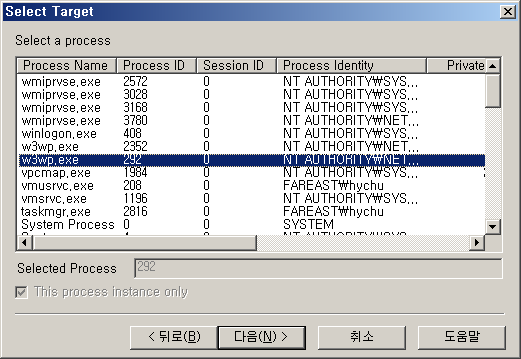 Select Target
Select a process
Process Name Process ID Session ID Process Identity Private
wmiprvse,exe 2572 0 NT AUTHORITY₩SYS,,,
wmiprvse,exe 3028 0 NT AUTHORITY₩SYS,,,
wmiprvse,exe 3168 0 NT AUTHORITY₩SYS,,,
wmiprvse,exe 3780 0 NT AUTHORITY₩NET,,,
winlogon,exe 408 0 NT AUTHORITY₩SYS,,,
w3wp,exe 2352 0 NT AUTHORITY₩NET,,,
w3wp,exe 292 0 NT AUTHORITY₩NET,,,
vpcmap,exe 1984 0 NT AUTHORITY₩SYS,,,
vmusrvc,exe 208 0 FAREAST₩hychu
vmsrvc,exe 1196 0 NT AUTHORITY₩SYS,,,
taskmgr,exe 2816 0 FAREAST₩hychu
System Process 0 0 SYSTEM
Selected Process 292
This process instance only
< 뒤로(B) 다음(N) > 취소 도움말